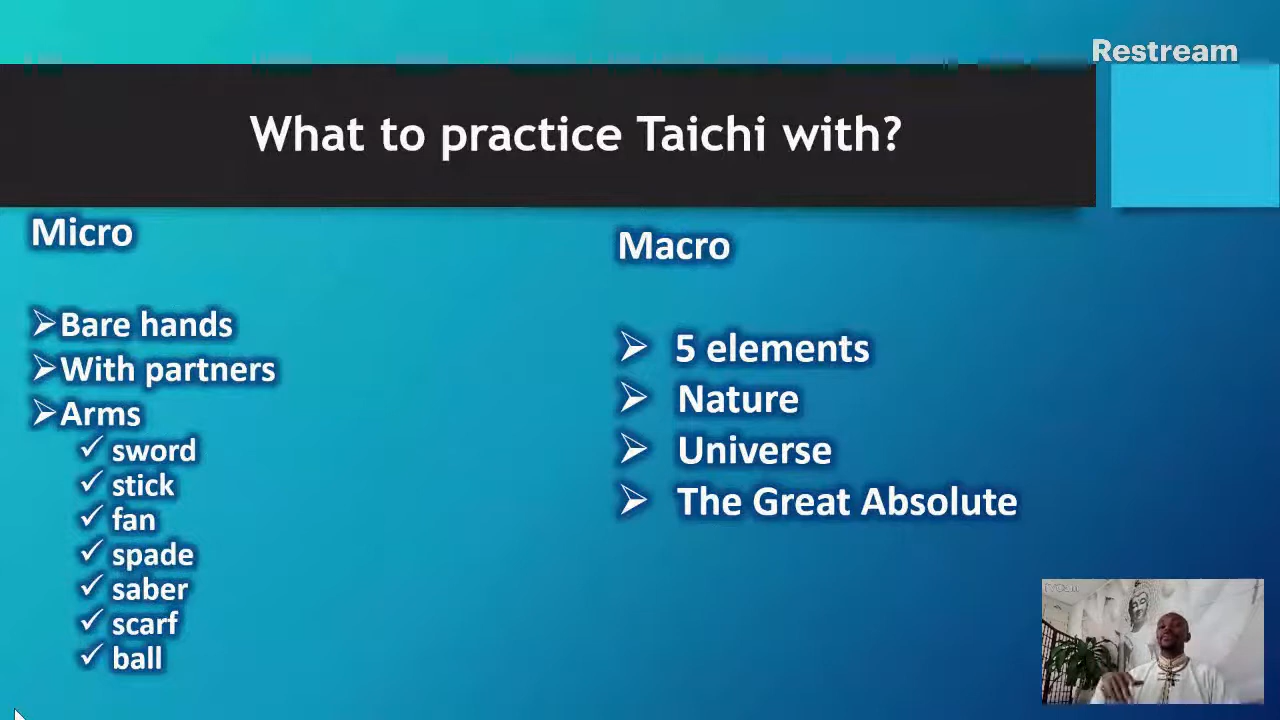 Restream
What to practice Taichi with?
Micro
Bare hands
With partners
Arms
sword
stick
fan
spade
saber
scarf
ball
Macro
5 elements
Nature
Universe
The Great Absolute